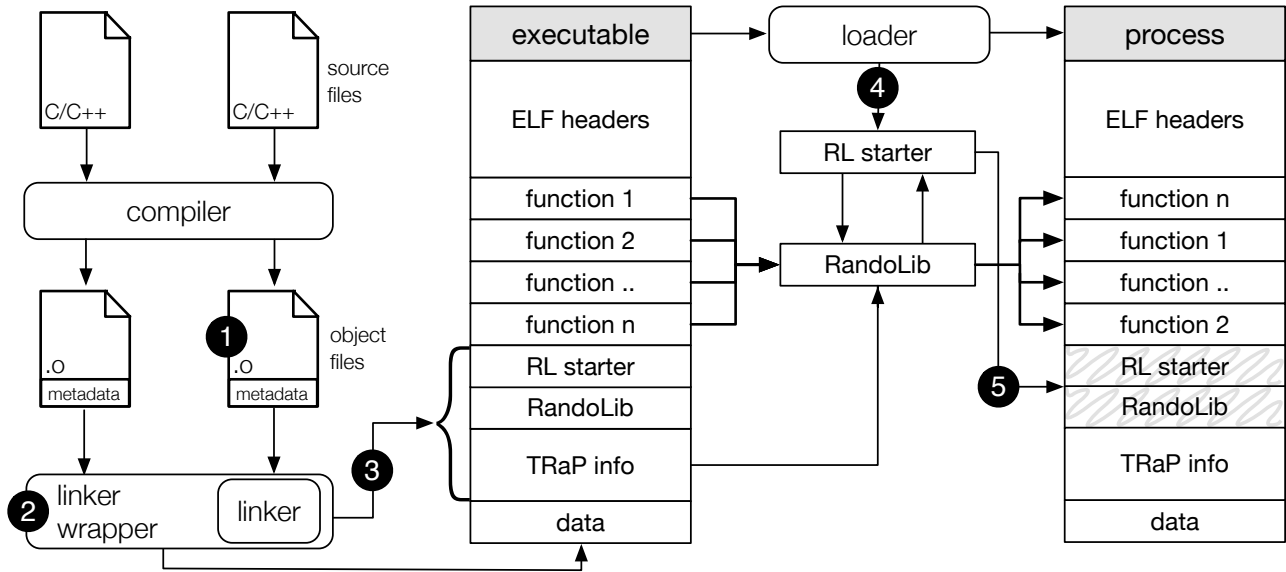 C/C++
C/C++
source
files
compiler
1
.o
metadata
.o
metadata
object
files
2
linker
wrapper
linker
3
executable
ELF headers
function 1
function 2
function ..
function n
RL starter
RandoLib
TRaP info
data
loader
4
RL starter
RandoLib
5
process
ELF headers
function n
function 1
function ..
function 2
RL starter
RandoLib
TRaP info
data